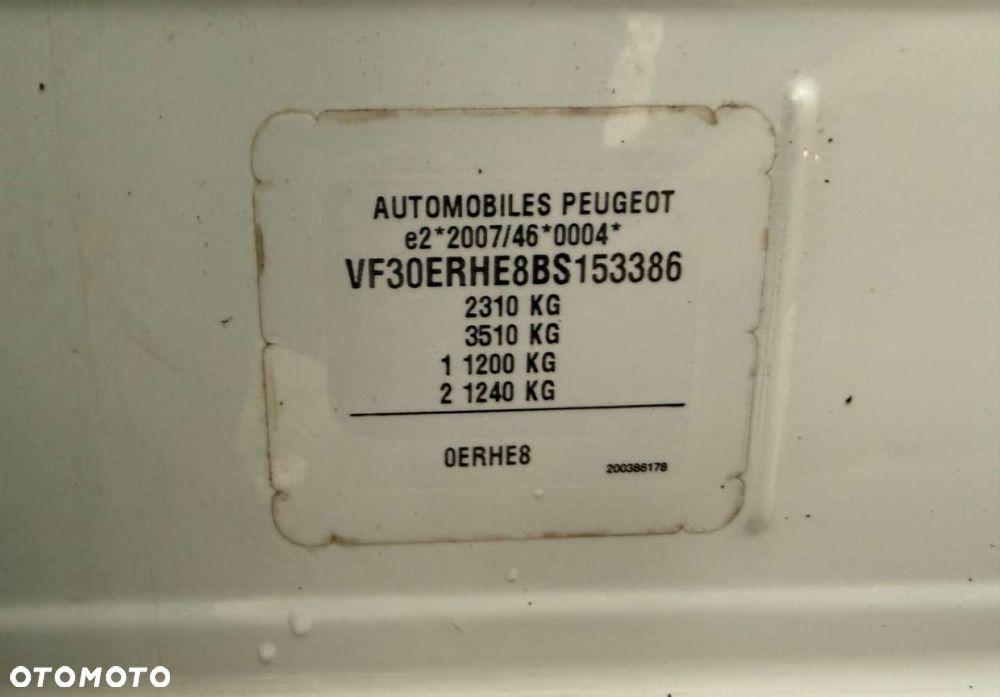 AUTOMOBILES PEUGEOT
e2*2007/46*0004*
VF30ERHE8BS153386
2310 KG
3510 KG
1 1200 KG
2 1240 KG
0ERHE8
200386178
OTOMOTO